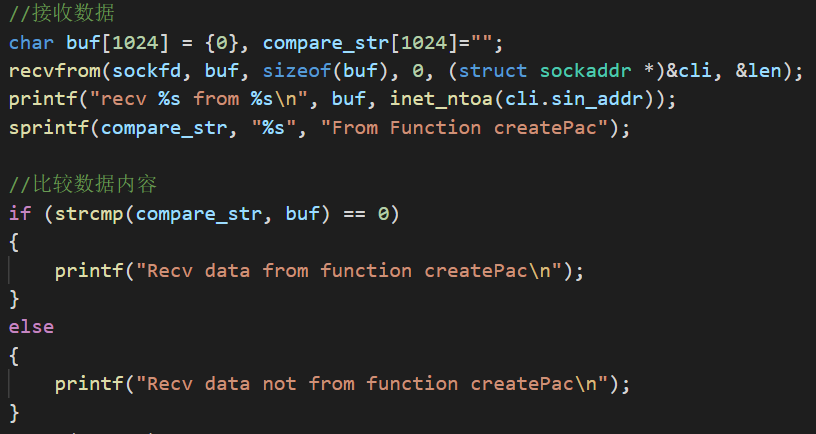 //接收数据
char buf[1024] = {0}, compare_str[1024]="";
recvfrom(sockfd, buf, sizeof(buf), 0, (struct sockaddr *)&cli, &len);
printf("recv %s from %s\n", buf, inet_ntoa(cli.sin_addr));
sprintf(compare_str, "%s", "From Function createPac");
//比较数据内容
if (strcmp(compare_str, buf) == 0)
{
    printf("Recv data from function createPac\n");
}
else
{
    printf("Recv data not from function createPac\n");
}